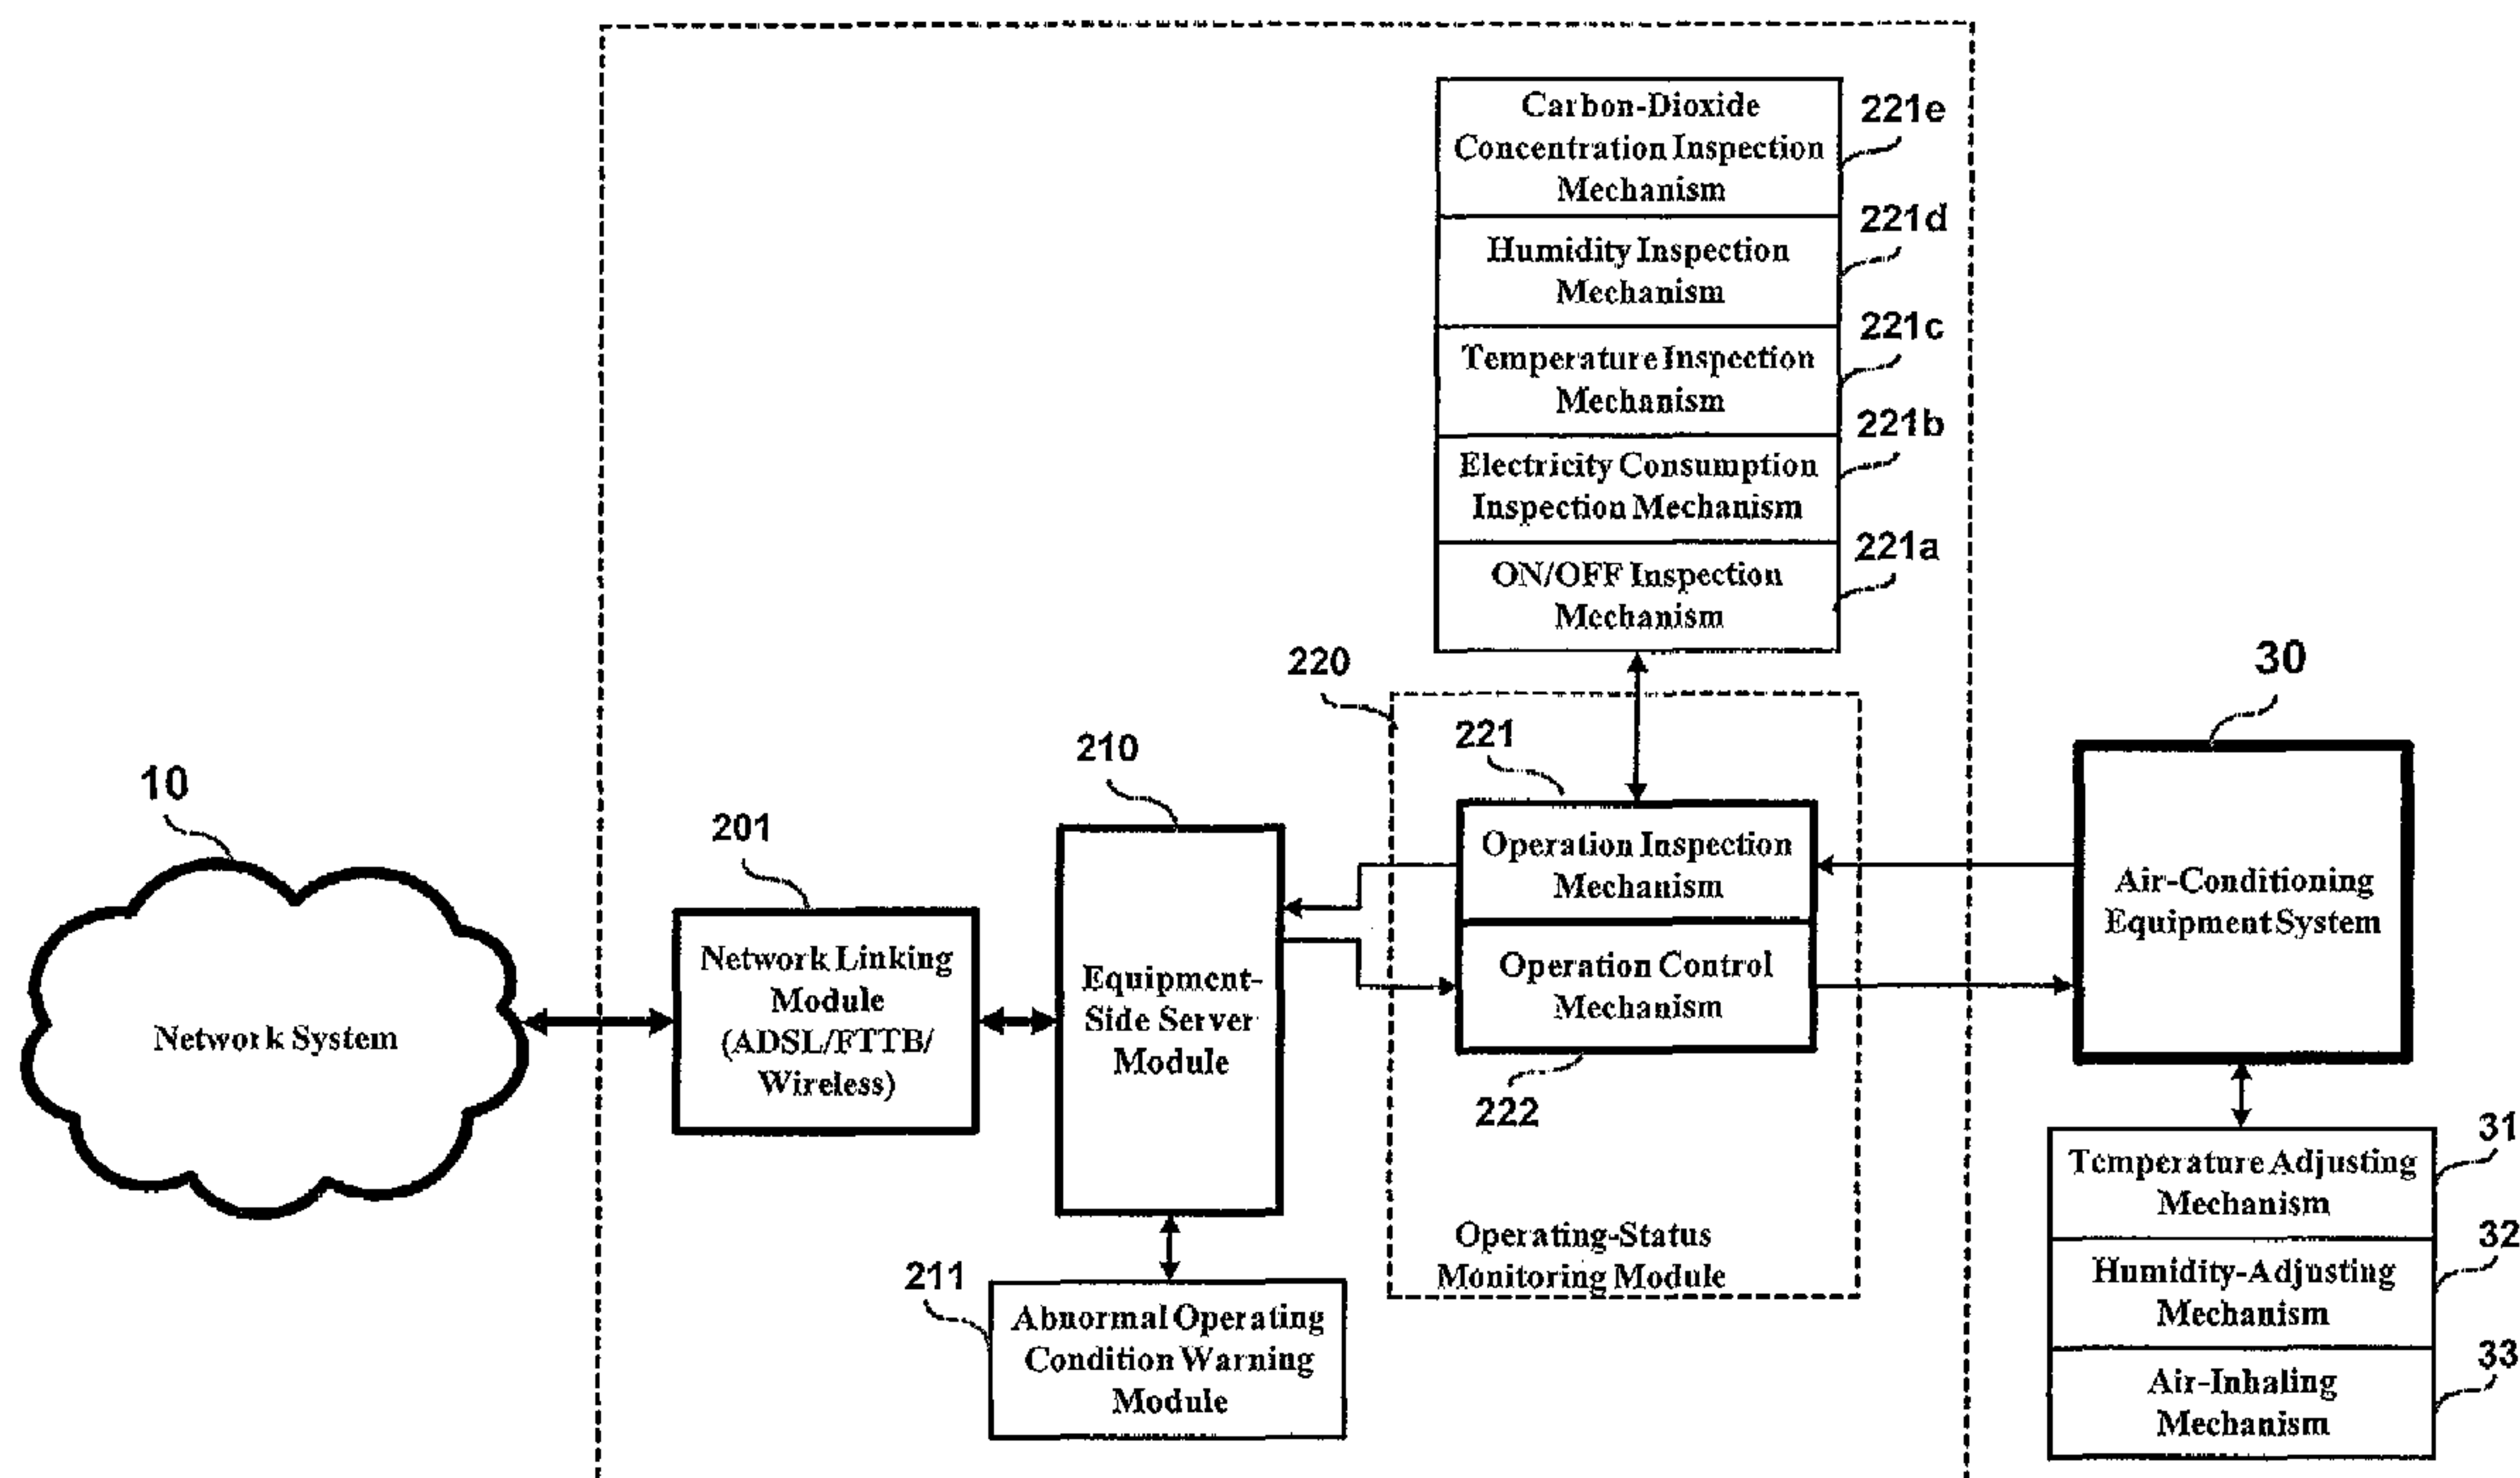 Carbon-Dioxide
Concentration Inspection
Mechanism
221e
Humidity Inspection
Mechanism
221d
Temperature Inspection
Mechanism
221c
Electricity Consumption
Inspection Mechanism
221b
ON/OFF Inspection
Mechanism
221a
10
Network System
201
Network Linking
Module
(ADSL/FTTB/
Wireless)
210
Equipment-
Side Server
Module
211
Abnormal Operating
Condition Warning
Module
220
221
Operation Inspection
Mechanism
Operation Control
Mechanism
222
Operating-Status
Monitoring Module
30
Air-Conditioning
Equipment System
31
Temperature Adjusting
Mechanism
32
Humidity-Adjusting
Mechanism
33
Air-Inhaling
Mechanism